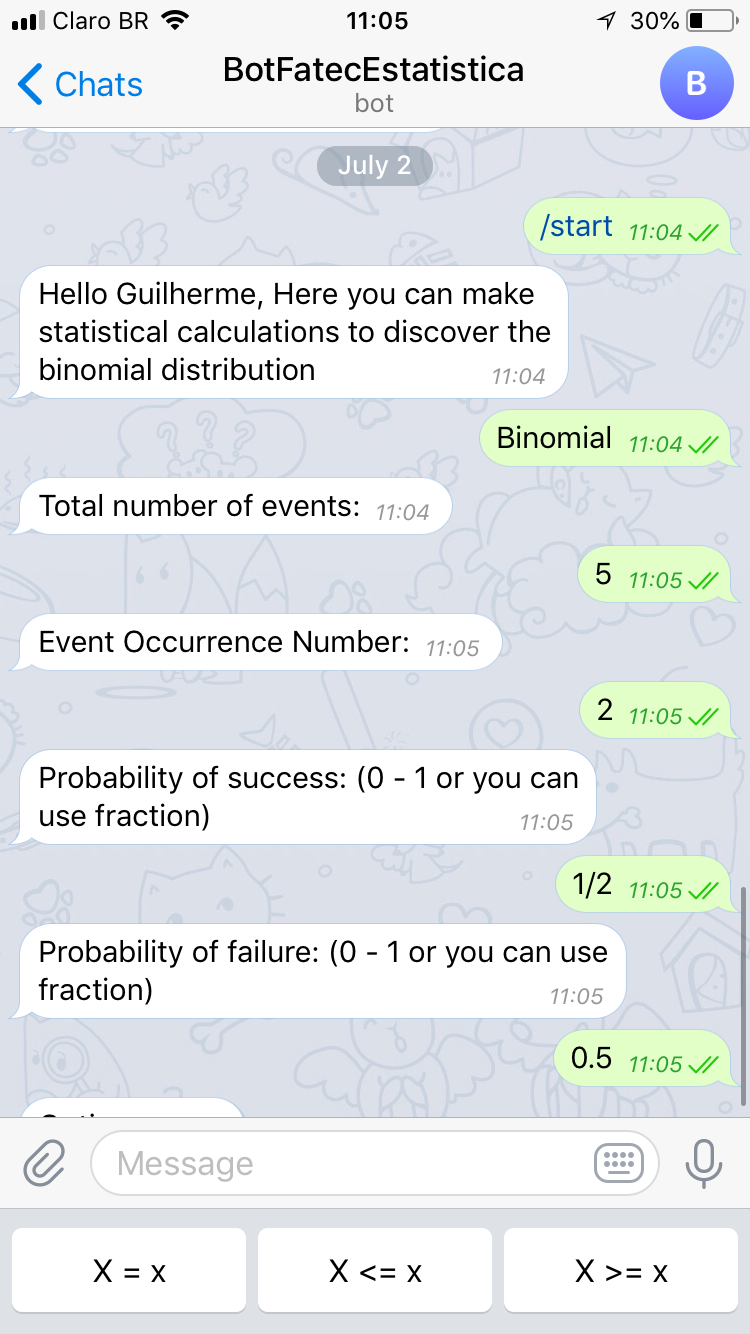 Claro BR 11:05 30%
Chats BotFatecEstatistica B
bot
July 2
/start 11:04
Hello Guilherme, Here you can make
statistical calculations to discover the
binomial distribution 11:04
Binomial 11:04
Total number of events: 11:04
5 11:05
Event Occurrence Number: 11:05
2 11:05
Probability of success: (0 - 1 or you can
use fraction) 11:05
1/2 11:05
Probability of failure: (0 - 1 or you can use
fraction) 11:05
0.5 11:05
Message
X = x X <= x X >= x